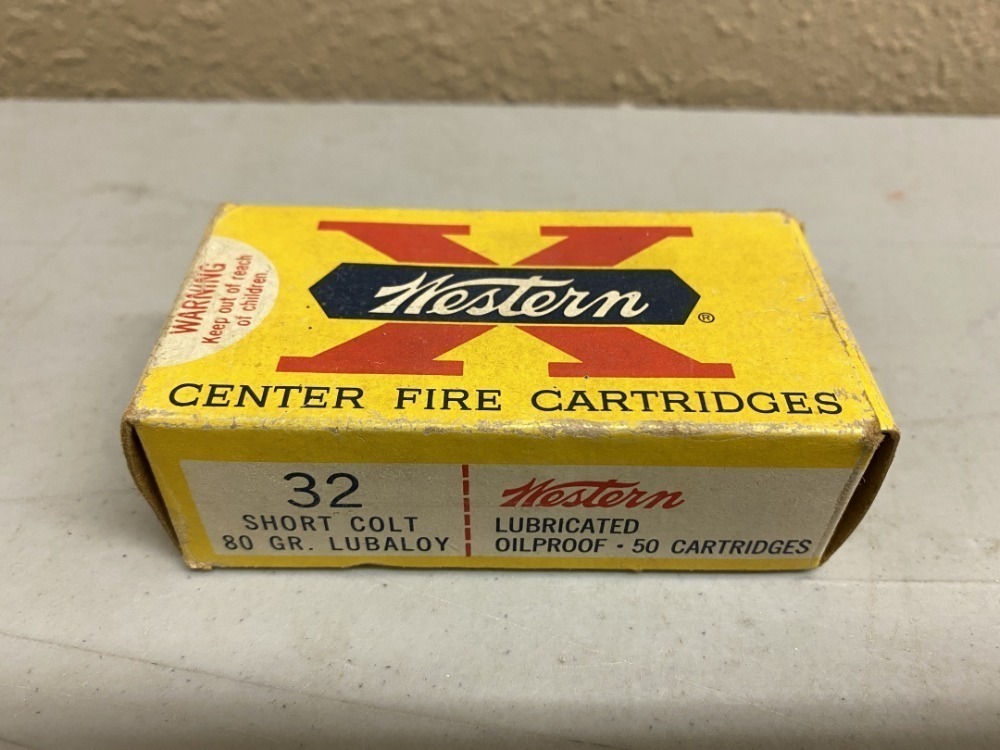 WARNING
Keep out of reach
of children.
X
Western®
CENTER FIRE CARTRIDGES
32
SHORT COLT
80 GR. LUBALOY
Western
LUBRICATED
OILPROOF · 50 CARTRIDGES